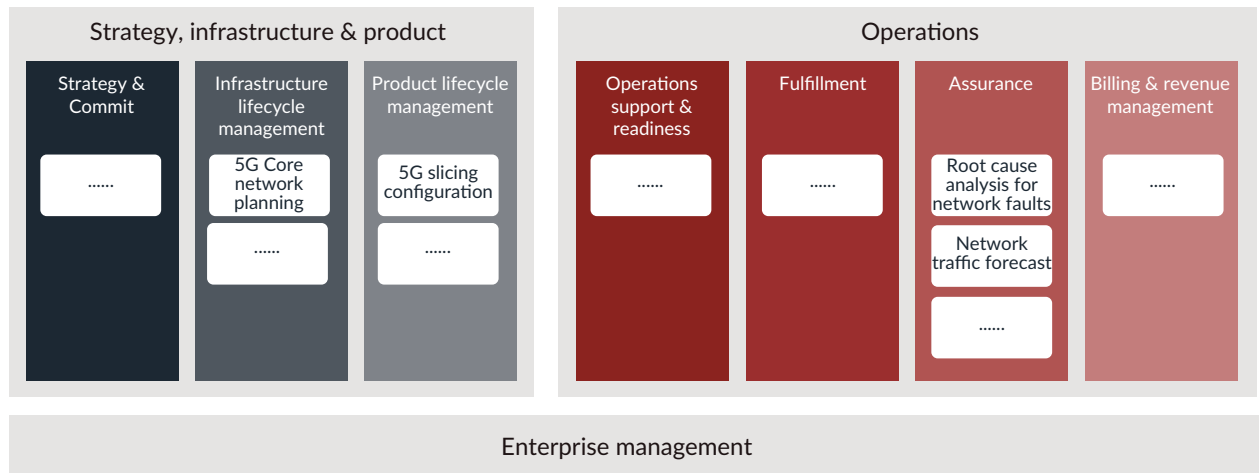 Strategy, infrastructure & product
Strategy &
Commit
......
Infrastructure
lifecycle
management
5G Core
network
planning
......
Product lifecycle
management
5G slicing
configuration
......
Operations
Operations
support &
readiness
......
Fulfillment
......
Assurance
Root cause
analysis for
network faults
Network
traffic forecast
......
Billing & revenue
management
......
Enterprise management